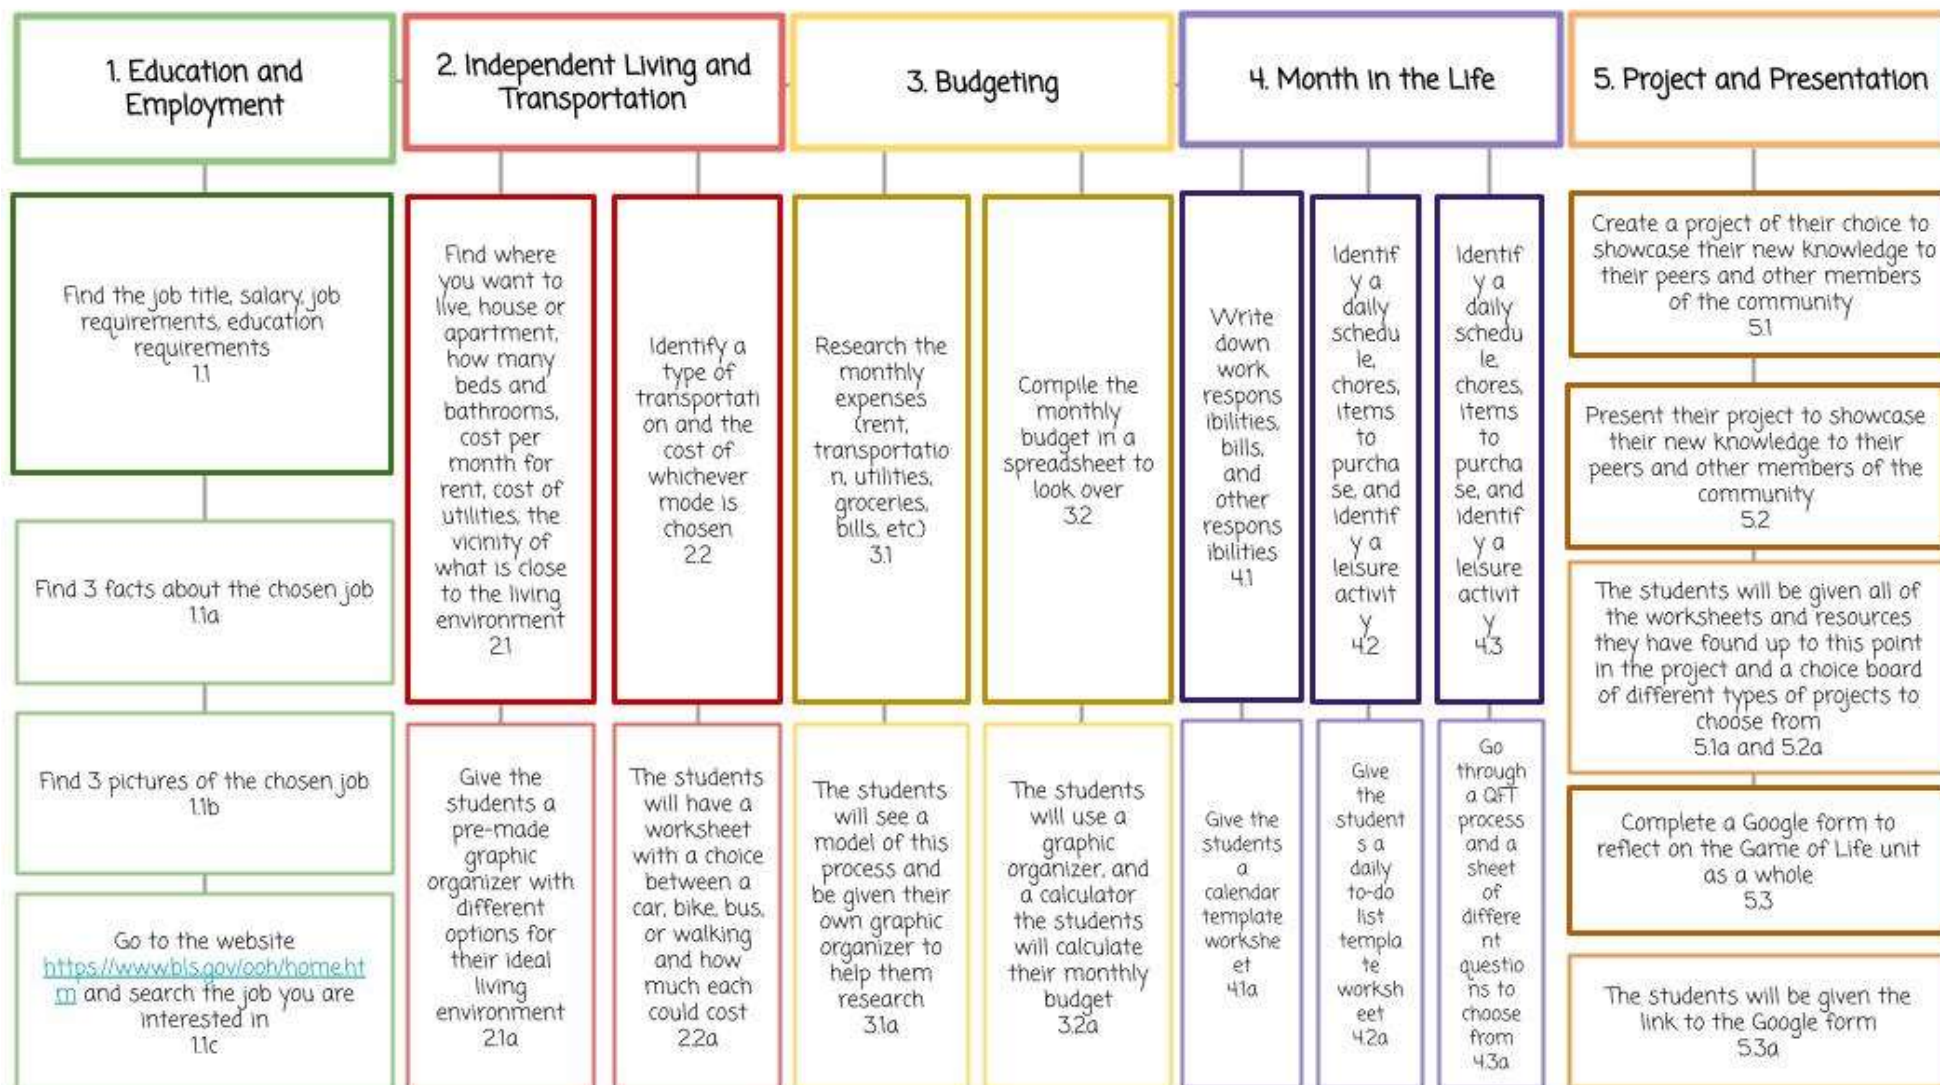 1. Education and
Employment
2. Independent Living and
Transportation
3. Budgeting
4. Month in the Life
5. Project and Presentation
Find the job title, salary, job
requirements, education
requirements
1.1
Find 3 facts about the chosen job
1.1a
Find 3 pictures of the chosen job
1.1b
Go to the website
https://www.bls.gov/ooh/home.ht
m and search the job you are
interested in
1.1c
Find where
you want to
live, house or
apartment,
how many
beds and
bathrooms,
cost per
month for
rent, cost of
utilities, the
vicinity of
what is close
to the living
environment
2.1
Give the
students a
pre-made
graphic
organizer with
different
options for
their ideal
living
environment
2.1a
Identify a
type of
transportati
on and the
cost of
whichever
mode is
chosen
2.2
The students
will have a
worksheet
with a choice
between a
car, bike, bus,
or walking
and how
much each
could cost
2.2a
Research the
monthly
expenses
(rent,
transportatio
n, utilities,
groceries,
bills, etc.)
3.1
The students
will see a
model of this
process and
be given their
own graphic
organizer to
help them
research
3.1a
Compile the
monthly
budget in a
spreadsheet to
look over
3.2
The students
will use a
graphic
organizer, and
a calculator
the students
will calculate
their monthly
budget
3.2a
Write
down
work
respons
ibilities,
bills,
and
other
respons
ibilities
4.1
Give the
students
a
calendar
template
workshe
et
4.1a
Identif
y a
daily
schedu
le,
chores,
items
to
purcha
se, and
identif
y a
leisure
activit
y
4.2
Give
the
student
s a
daily
to-do
list
templa
te
worksh
eet
4.2a
Identif
y a
daily
schedu
le,
chores,
items
to
purcha
se, and
identif
y a
leisure
activit
y
4.3
Go
through
a QFT
process
and a
sheet
of
differe
nt
questio
ns to
choose
from
4.3a
Create a project of their choice to
showcase their new knowledge to
their peers and other members
of the community
5.1
Present their project to showcase
their new knowledge to their
peers and other members of the
community
5.2
The students will be given all of
the worksheets and resources
they have found up to this point
in the project and a choice board
of different types of projects to
choose from
5.1a and 5.2a
Complete a Google form to
reflect on the Game of Life unit
as a whole
5.3
The students will be given the
link to the Google form
5.3a